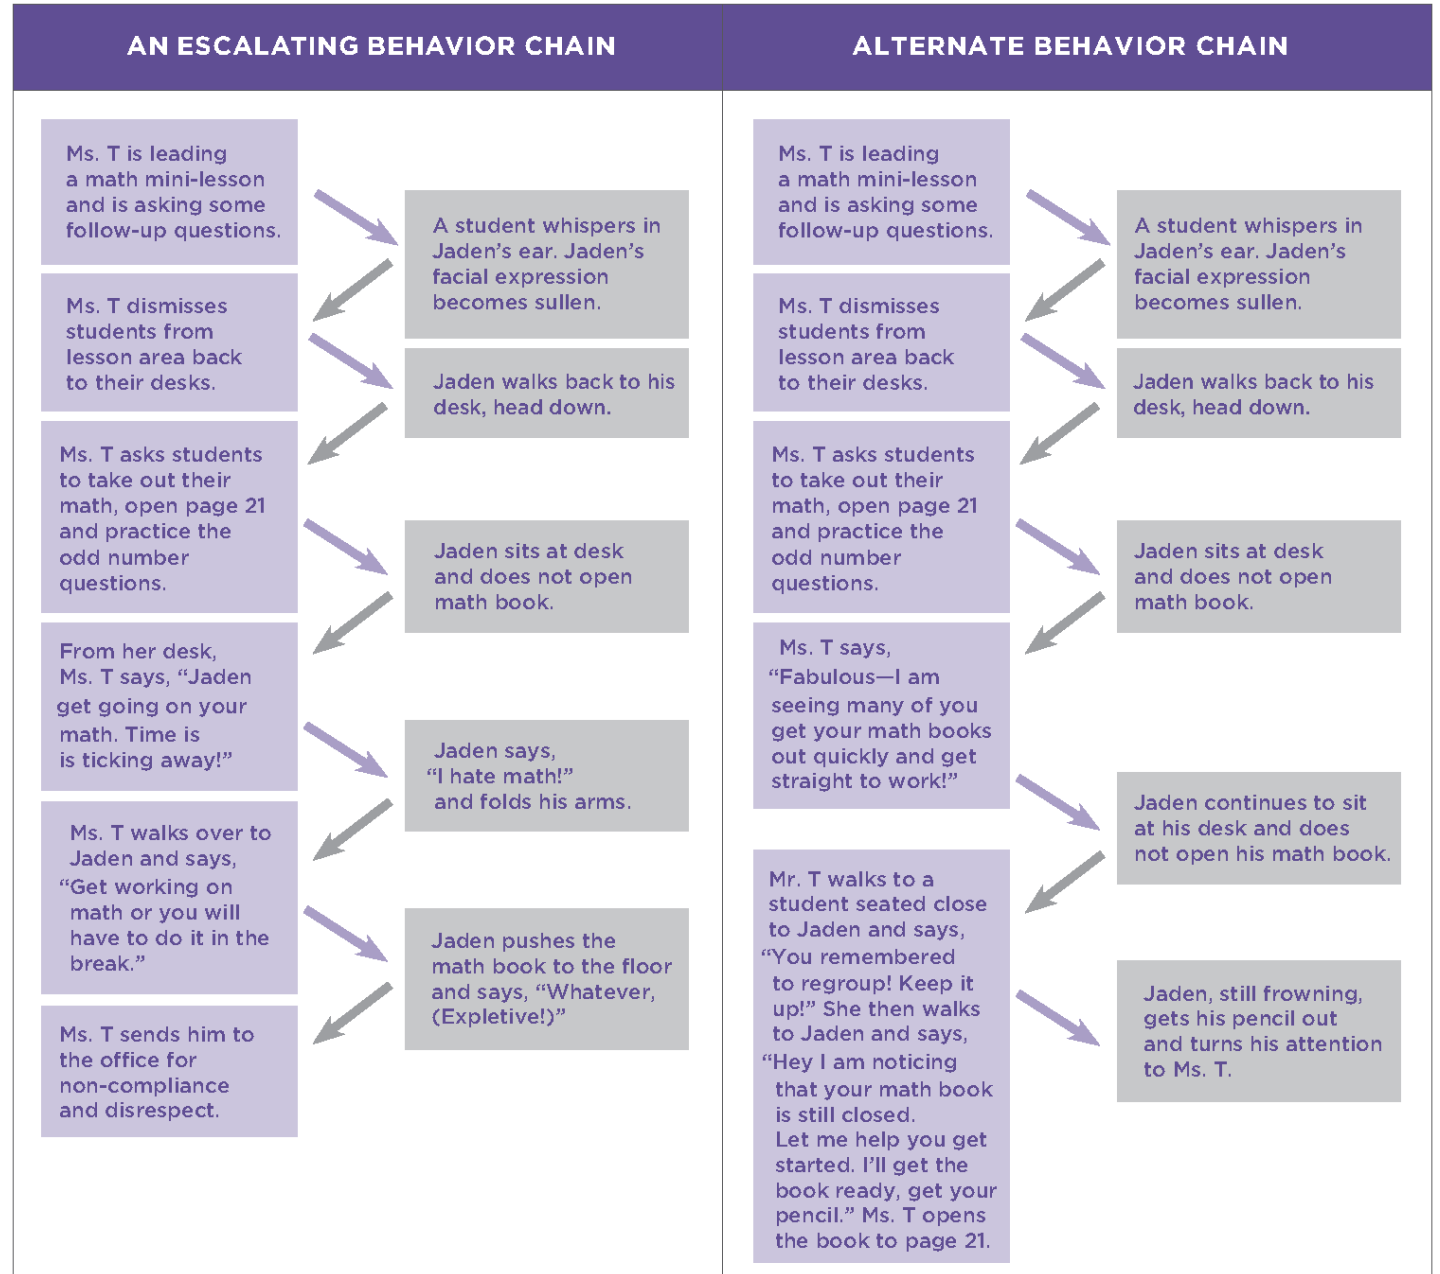 AN ESCALATING BEHAVIOR CHAIN
Ms. T is leading
a math mini-lesson
and is asking some
follow-up questions.
A student whispers in
Jaden’s ear. Jaden’s
facial expression
becomes sullen.
Ms. T dismisses
students from
lesson area back
to their desks.
Jaden walks back to his
desk, head down.
Ms. T asks students
to take out their
math, open page 21
and practice the
odd number
questions.
Jaden sits at desk
and does not open
math book.
From her desk,
Ms. T says, “Jaden
get going on your
math. Time is
is ticking away!”
Jaden says,
“I hate math!”
and folds his arms.
Ms. T walks over to
Jaden and says,
“Get working on
math or you will
have to do it in the
break.”
Jaden pushes the
math book to the floor
and says, “Whatever,
(Expletive!)”
Ms. T sends him to
the office for
non-compliance
and disrespect.
ALTERNATE BEHAVIOR CHAIN
Ms. T is leading
a math mini-lesson
and is asking some
follow-up questions.
A student whispers in
Jaden’s ear. Jaden’s
facial expression
becomes sullen.
Ms. T dismisses
students from
lesson area back
to their desks.
Jaden walks back to his
desk, head down.
Ms. T asks students
to take out their
math, open page 21
and practice the
odd number
questions.
Jaden sits at desk
and does not open
math book.
Ms. T says,
“Fabulous—I am
seeing many of you
get your math books
out quickly and get
straight to work!”
Jaden continues to sit
at his desk and does
not open his math book.
Mr. T walks to a
student seated close
to Jaden and says,
“You remembered
to regroup! Keep it
up!” She then walks
to Jaden and says,
“Hey I am noticing
that your math book
is still closed.
Let me help you get
started. I’ll get the
book ready, get your
pencil.” Ms. T opens
the book to page 21.
Jaden, still frowning,
gets his pencil out
and turns his attention
to Ms. T.